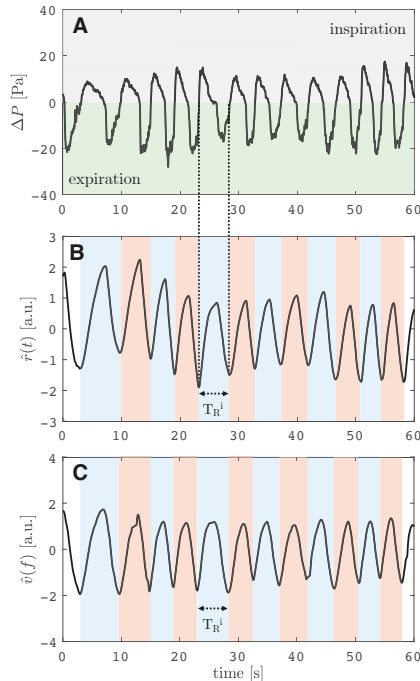 A
40
20
0
−20
−40
ΔP [Pa]
inspiration
expiration
0 10 20 30 40 50 60
B
3
2
1
0
-1
-2
−3
r̂(t) [a.u.]
T_R^i
0 10 20 30 40 50 60
C
4
2
0
−2
−4
v̂(f) [a.u.]
T_R^i
0 10 20 30 40 50 60
time [s]